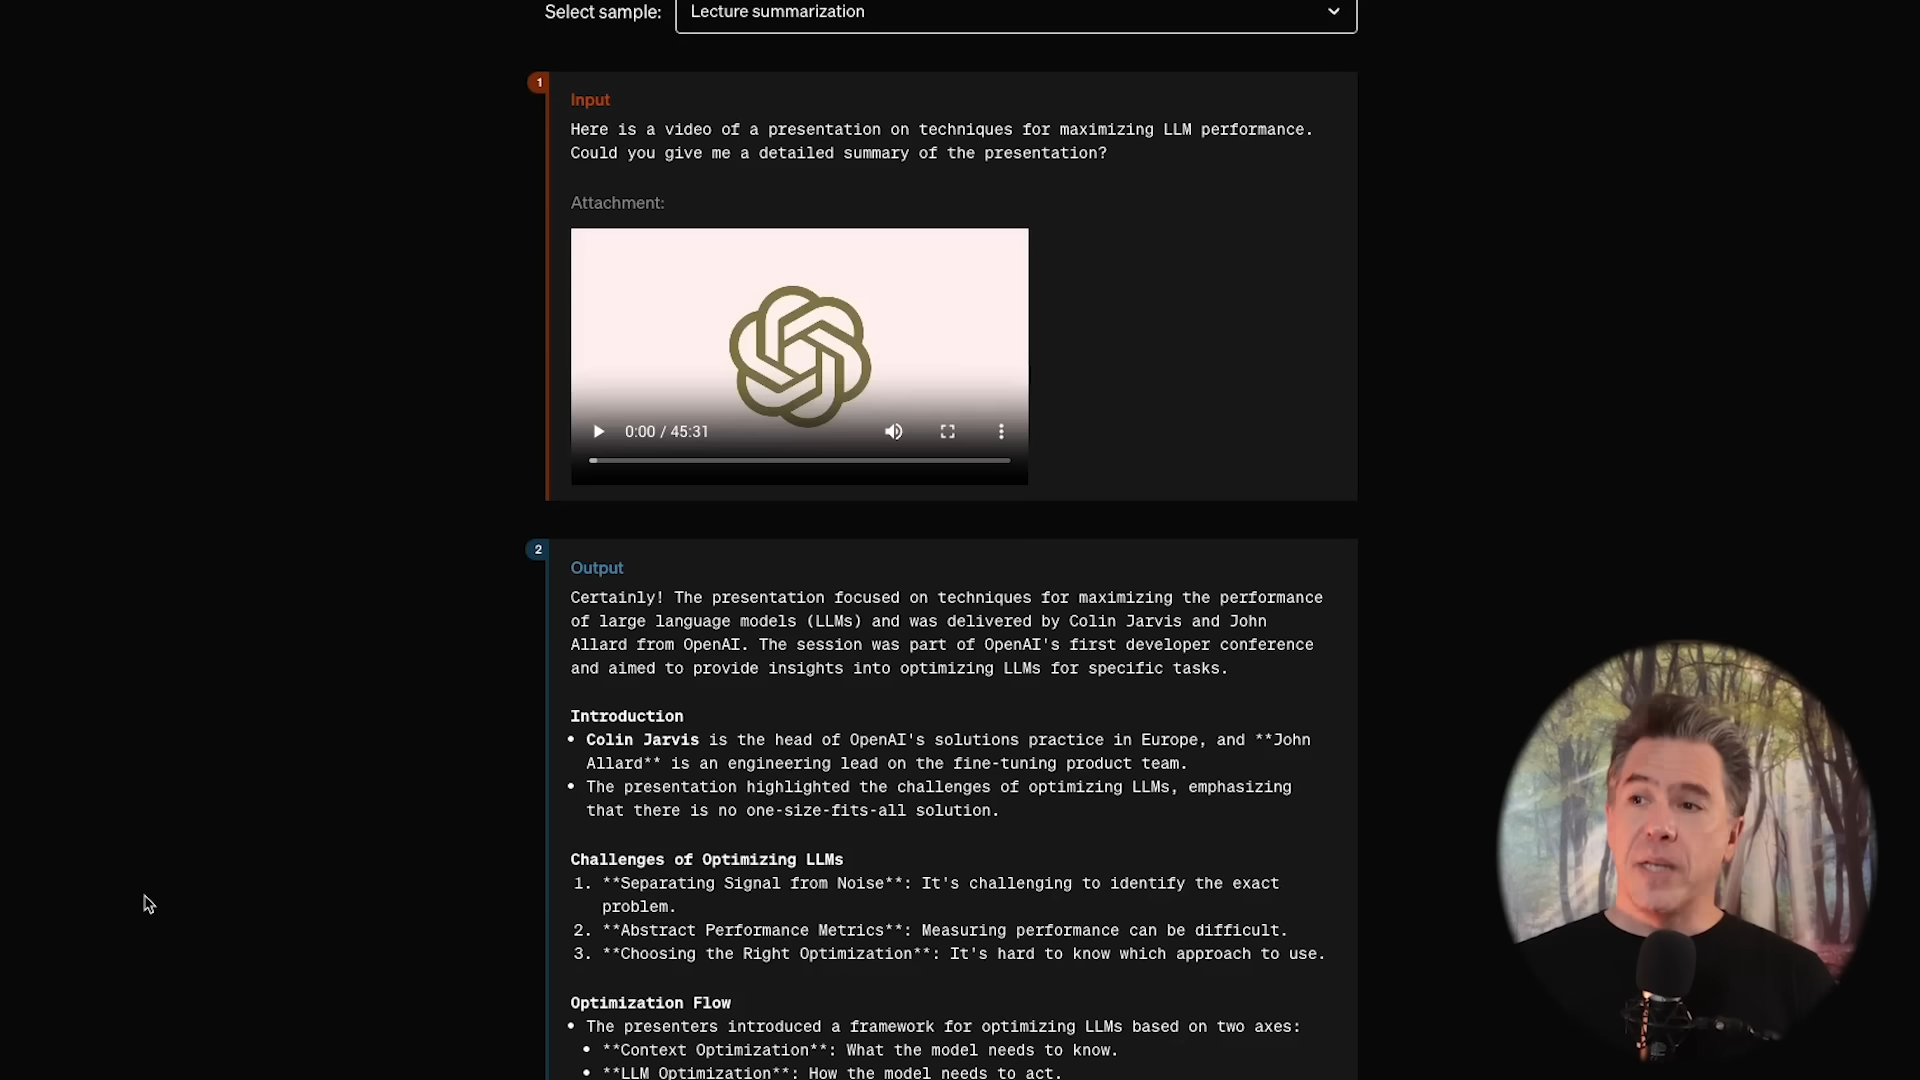 Select sample: Lecture summarization
1
Input
Here is a video of a presentation on techniques for maximizing LLM performance.
Could you give me a detailed summary of the presentation?
Attachment:
0:00 / 45:31
2
Output
Certainly! The presentation focused on techniques for maximizing the performance
of large language models (LLMs) and was delivered by Colin Jarvis and John
Allard from OpenAI. The session was part of OpenAI's first developer conference
and aimed to provide insights into optimizing LLMs for specific tasks.
Introduction
• Colin Jarvis is the head of OpenAI's solutions practice in Europe, and **John
Allard** is an engineering lead on the fine-tuning product team.
• The presentation highlighted the challenges of optimizing LLMs, emphasizing
that there is no one-size-fits-all solution.
Challenges of Optimizing LLMs
1. **Separating Signal from Noise**: It's challenging to identify the exact
problem.
2. **Abstract Performance Metrics**: Measuring performance can be difficult.
3. **Choosing the Right Optimization**: It's hard to know which approach to use.
Optimization Flow
• The presenters introduced a framework for optimizing LLMs based on two axes:
• **Context Optimization**: What the model needs to know.
• **LLM Optimization**: How the model needs to act.